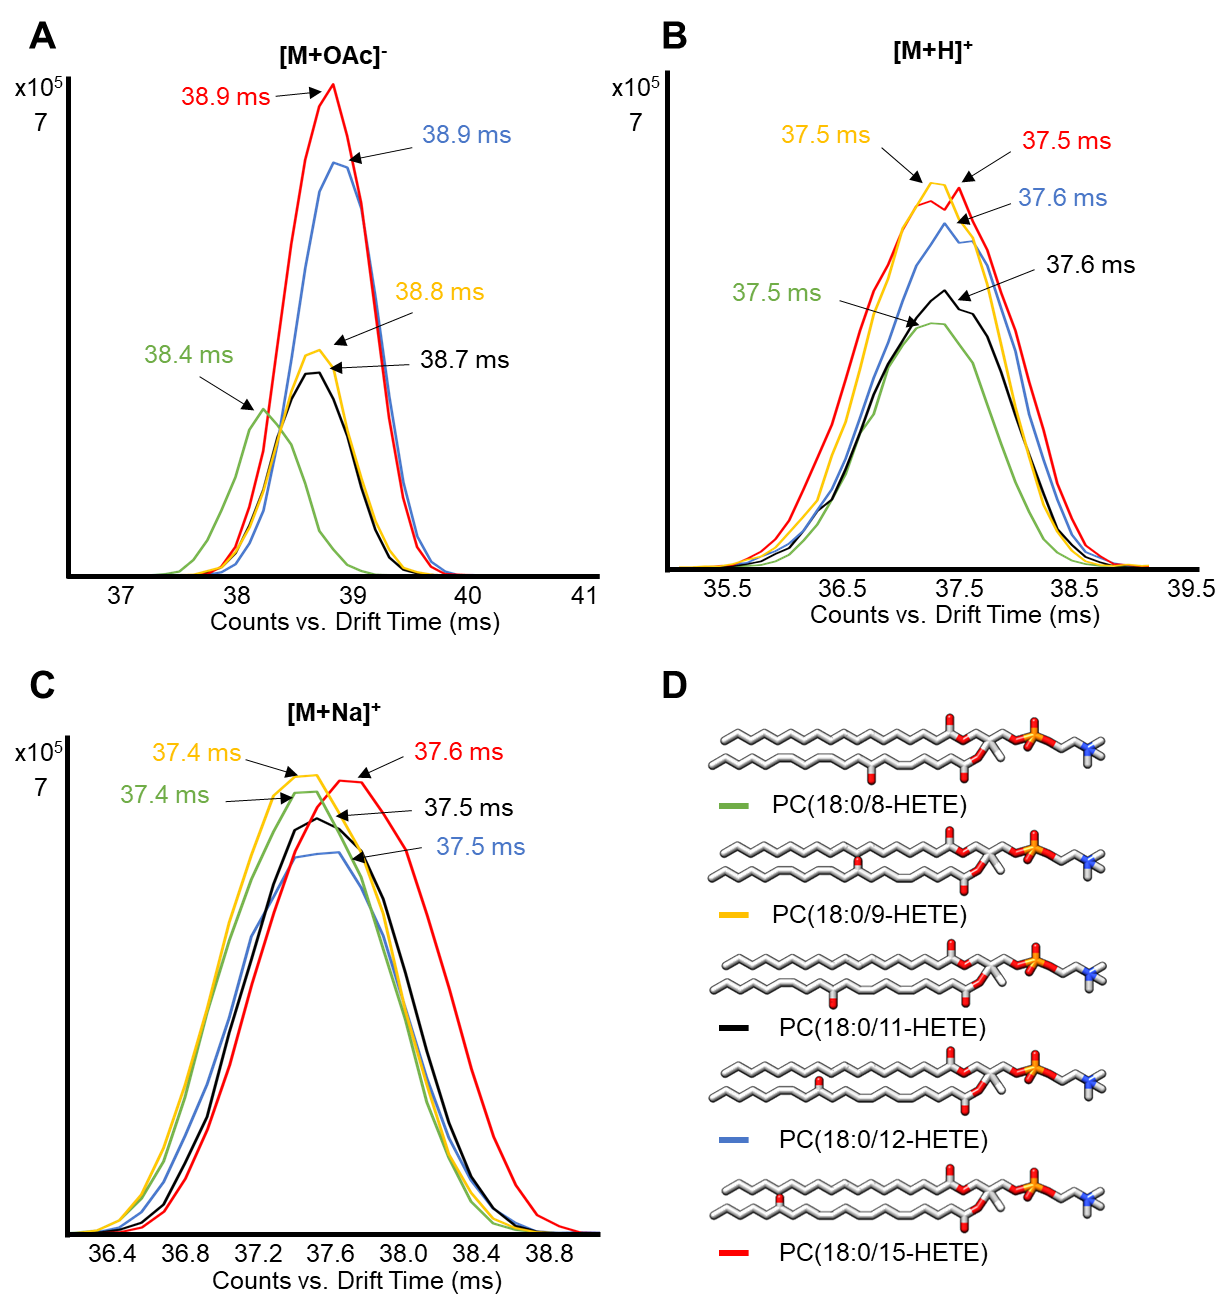 A
[M+OAc]-
x10⁵
7
38.9 ms
38.9 ms
38.8 ms
38.7 ms
38.4 ms
37 38 39 40 41
Counts vs. Drift Time (ms)
B
[M+H]+
x10⁵
7
37.5 ms
37.5 ms
37.6 ms
37.6 ms
37.5 ms
35.5 36.5 37.5 38.5 39.5
Counts vs. Drift Time (ms)
C
[M+Na]+
x10⁵
7
37.4 ms
37.6 ms
37.4 ms
37.5 ms
37.5 ms
36.4 36.8 37.2 37.6 38.0 38.4 38.8
Counts vs. Drift Time (ms)
D
PC(18:0/8-HETE)
PC(18:0/9-HETE)
PC(18:0/11-HETE)
PC(18:0/12-HETE)
PC(18:0/15-HETE)